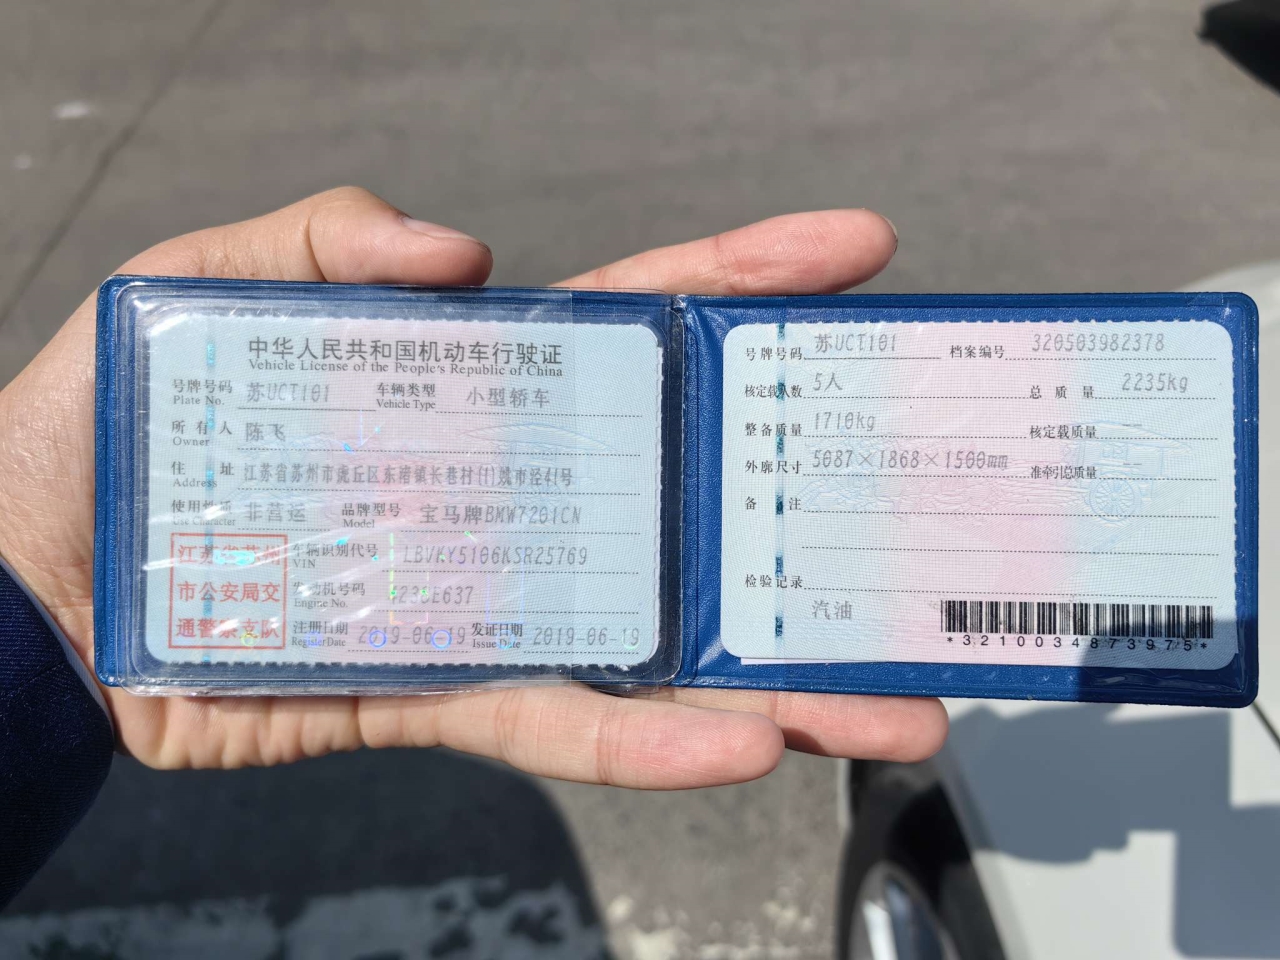 中华人民共和国机动车行驶证
Vehicle License of the People's Republic of China
号牌号码 苏UCT101 车辆类型 小型轿车
Plate No. Vehicle Type
所有人 陈飞
Owner
住址 江苏省苏州市虎丘区东渚镇长巷村(1)姚市泾41号
Address
使用性质 非营运 品牌型号 宝马牌BMW7201CN
Use Character Model
江苏省苏州
市公安局交
通警察支队
车辆识别代号 LBVKY5106KSR25769
VIN
发动机号码
Engine No.
注册日期 2019-06-19 发证日期 2019-06-19
Register Date Issue Date
号牌号码 苏UCT101 档案编号 320503982378
核定载人数 5人 总质量 2235kg
整备质量 1710kg 核定载质量 --
外廓尺寸 5087×1868×1500mm 准牵引总质量 --
备注
检验记录
汽油
*3210034873975*